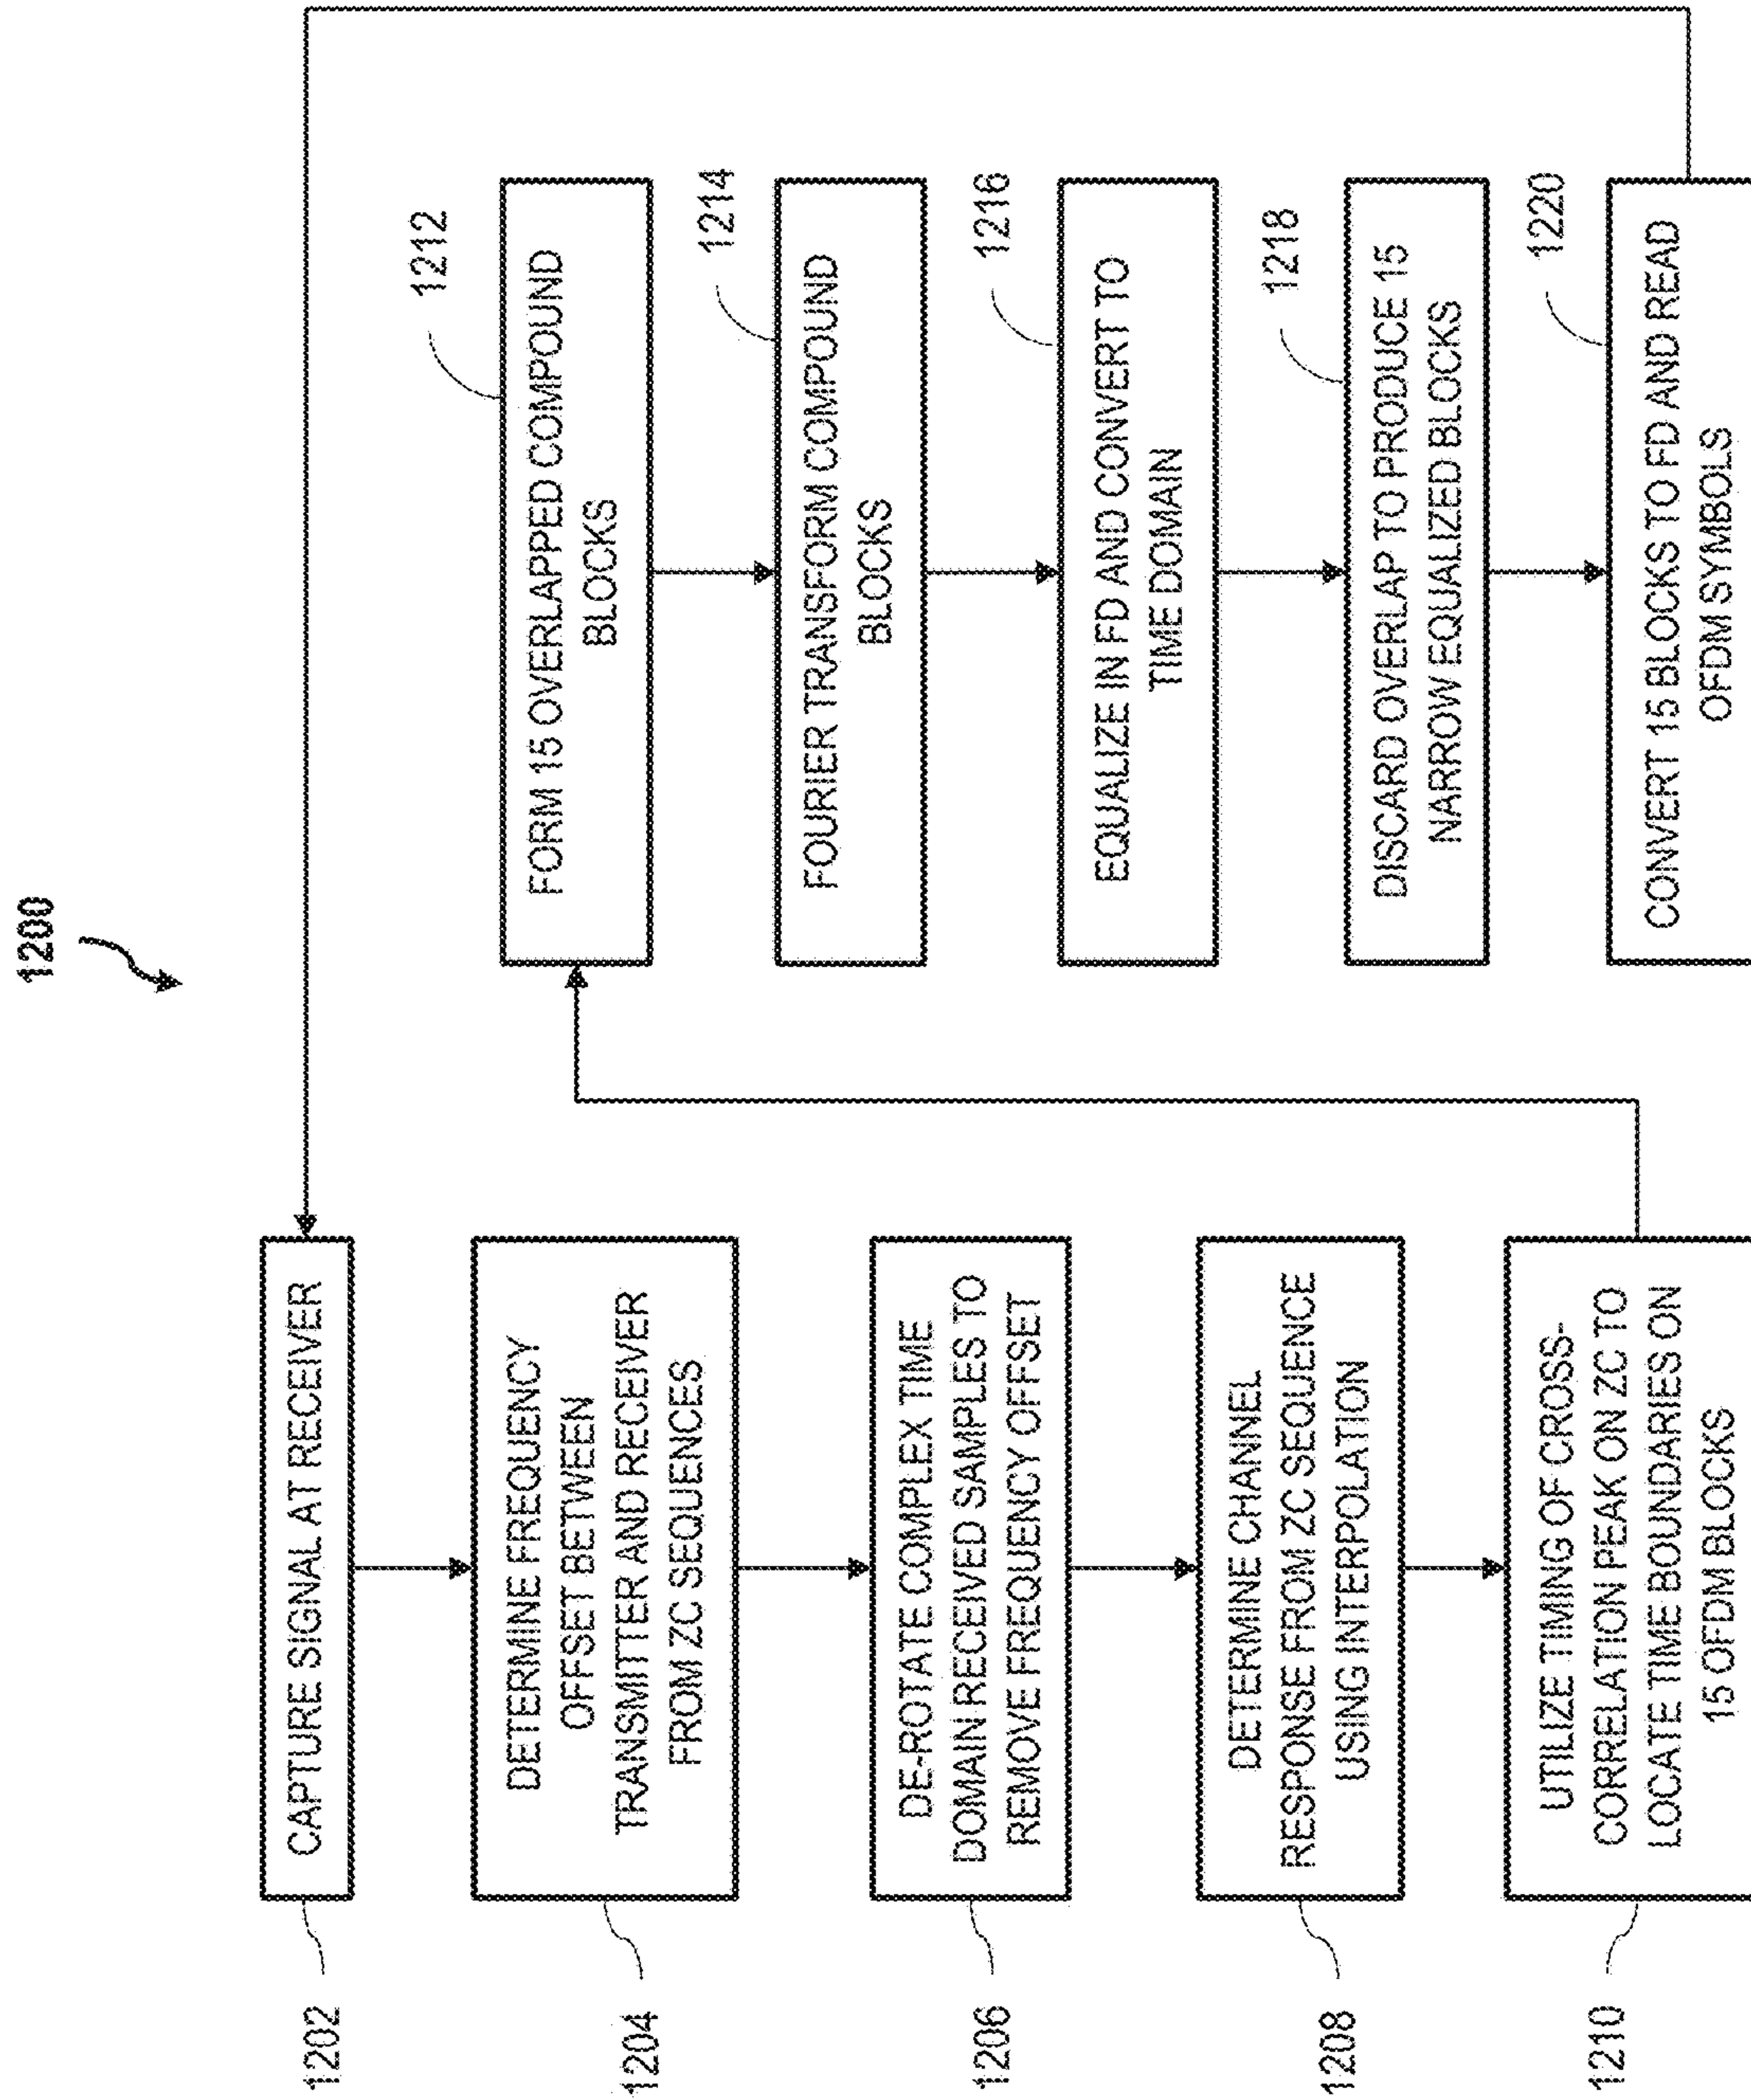 1200
1202
CAPTURE SIGNAL AT RECEIVER
1204
DETERMINE FREQUENCY
OFFSET BETWEEN
TRANSMITTER AND RECEIVER
FROM ZC SEQUENCES
1206
DE-ROTATE COMPLEX TIME
DOMAIN RECEIVED SAMPLES TO
REMOVE FREQUENCY OFFSET
1208
DETERMINE CHANNEL
RESPONSE FROM ZC SEQUENCE
USING INTERPOLATION
1210
UTILIZE TIMING OF CROSS-
CORRELATION PEAK ON ZC TO
LOCATE TIME BOUNDARIES ON
15 OFDM BLOCKS
1212
FORM 15 OVERLAPPED COMPOUND
BLOCKS
1214
FOURIER TRANSFORM COMPOUND
BLOCKS
1216
EQUALIZE IN FD AND CONVERT TO
TIME DOMAIN
1218
DISCARD OVERLAP TO PRODUCE 15
NARROW EQUALIZED BLOCKS
1220
CONVERT 15 BLOCKS TO FD AND READ
OFDM SYMBOLS